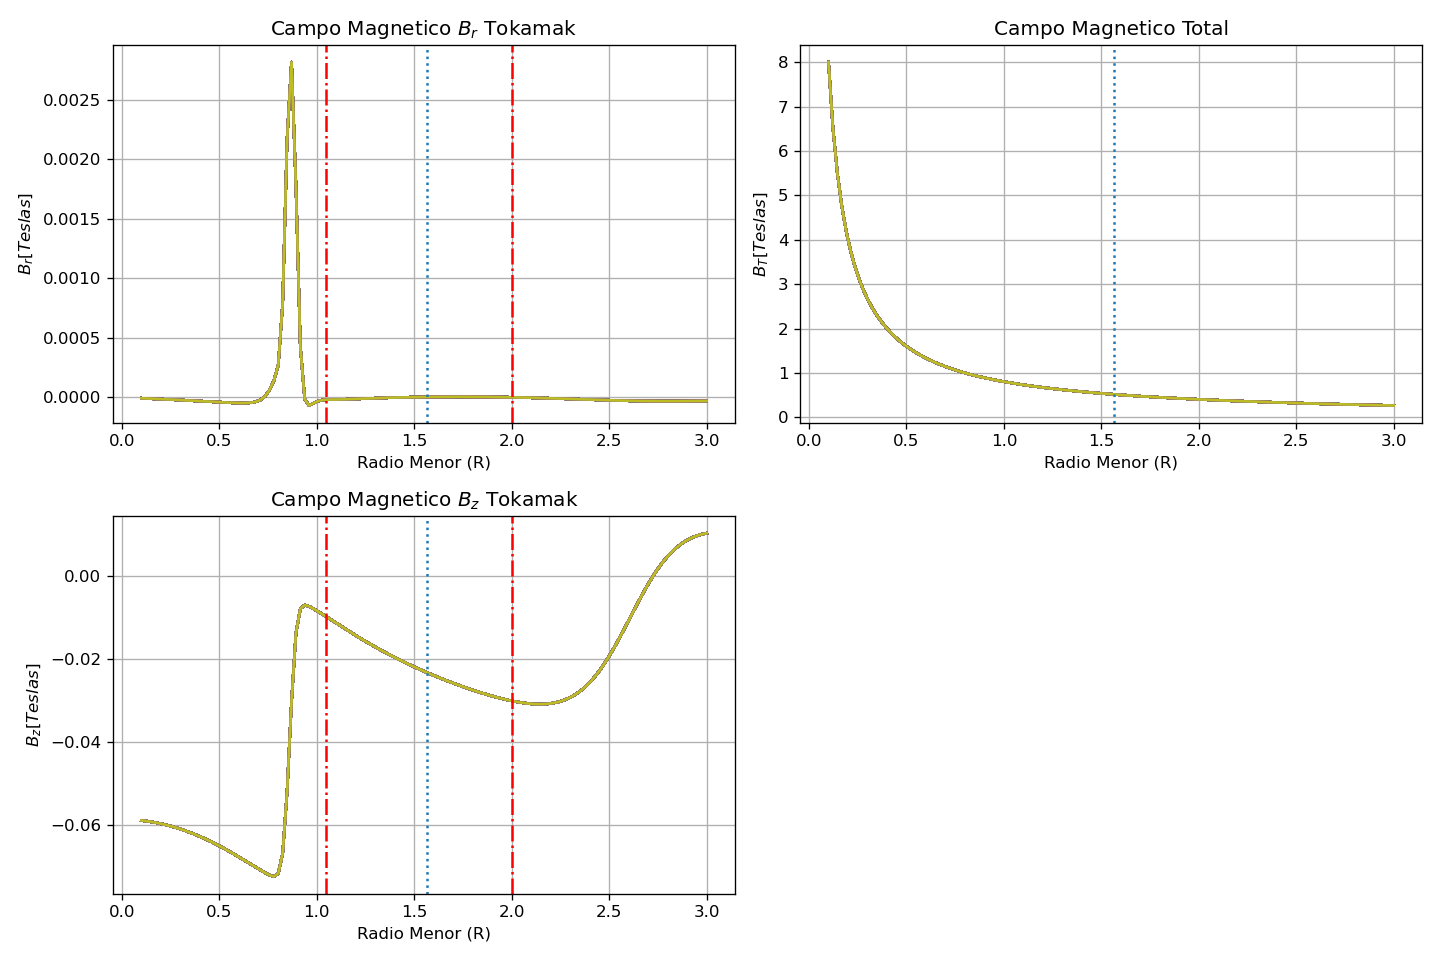 Campo Magnetico $B_r$ Tokamak
0.0025
0.0020
0.0015
0.0010
0.0005
0.0000
$B_r[Teslas]$
0.0 0.5 1.0 1.5 2.0 2.5 3.0
Radio Menor (R)
Campo Magnetico Total
8
7
6
5
4
3
2
1
0
$B_T[Teslas]$
0.0 0.5 1.0 1.5 2.0 2.5 3.0
Radio Menor (R)
Campo Magnetico $B_z$ Tokamak
0.00
−0.02
−0.04
−0.06
$B_z[Teslas]$
0.0 0.5 1.0 1.5 2.0 2.5 3.0
Radio Menor (R)